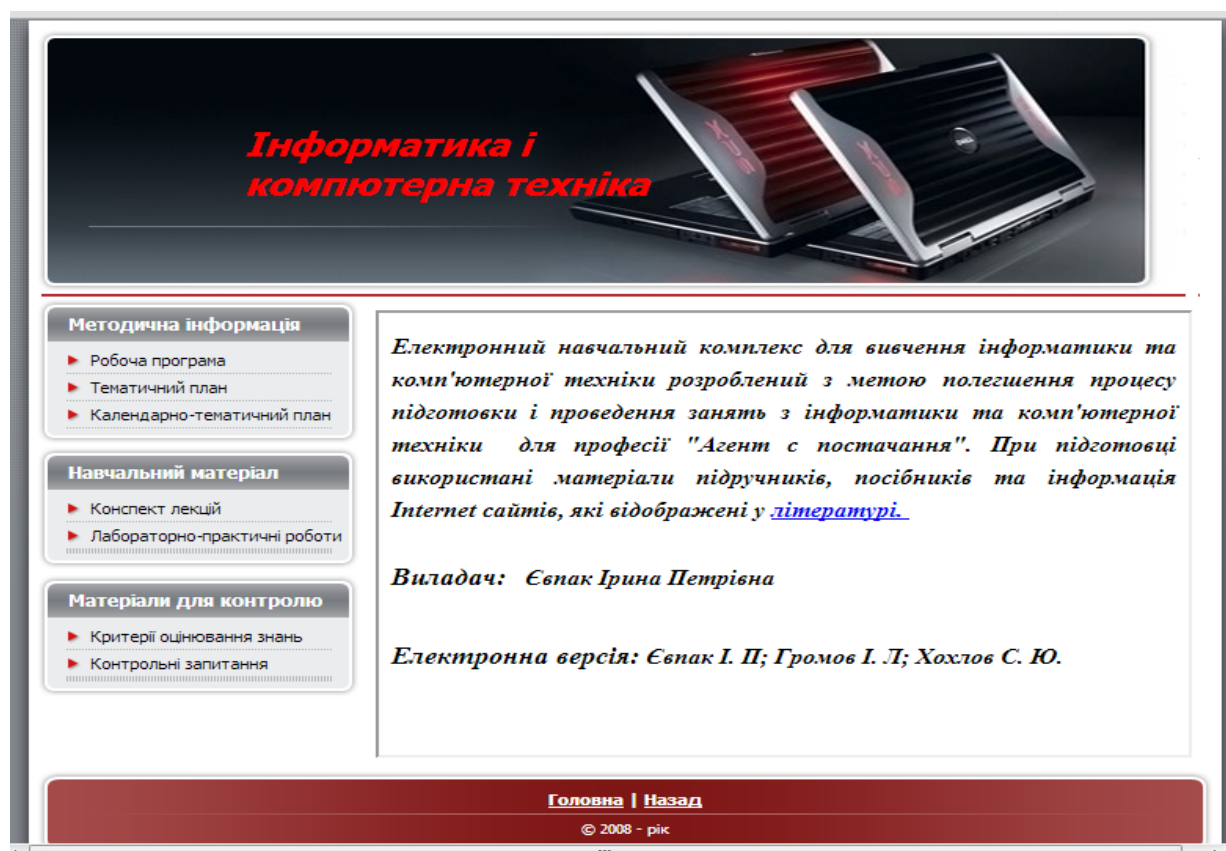 Інформатика і
компютерна техніка
XPS
XPS
DELL
Методична інформація
Робоча програма
Тематичний план
Календарно-тематичний план
Навчальний матеріал
Конспект лекцій
Лабораторно-практичні роботи
Матеріали для контролю
Критерії оцінювання знань
Контрольні запитання
Електронний навчальний комплекс для вивчення інформатики та
комп'ютерної техніки розроблений з метою полегшення процесу
підготовки і проведення занять з інформатики та комп'ютерної
техніки для професії "Агент с постачання". При підготовці
використані матеріали підручників, посібників та інформація
Internet сайтів, які відображені у літературі.
Виладач: Євпак Ірина Петрівна
Електронна версія: Євпак І. П; Громов І. Л; Хохлов С. Ю.
Головна | Назад
© 2008 - рік